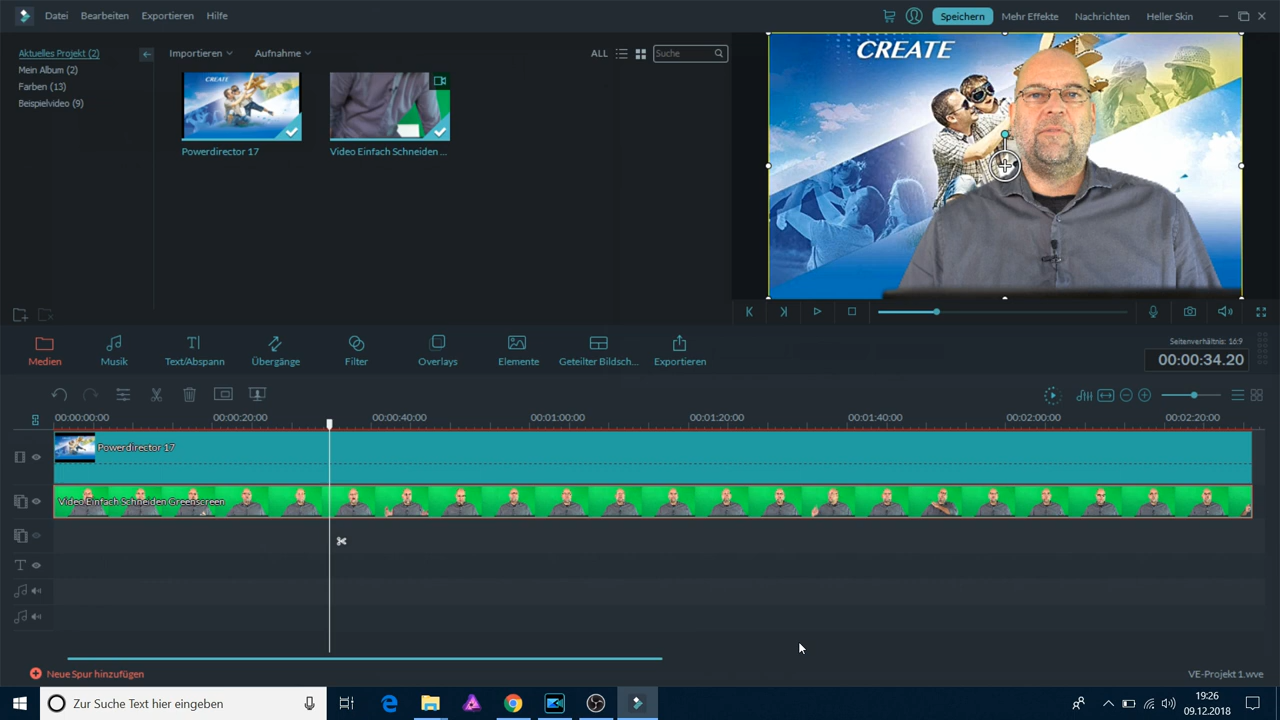 Datei Bearbeiten Exportieren Hilfe
Speichern Mehr Effekte Nachrichten Heller Skin
Aktuelles Projekt (2)
Mein Album (2)
Farben (13)
Beispielvideo (9)
Importieren Aufnahme ALL Suche
CREATE
Powerdirector 17
Video Einfach Schneiden ...
CREATE
Medien Musik Text/Abspann Übergänge Filter Overlays Elemente Geteilter Bildsch... Exportieren
Seitenverhältnis: 16:9
00:00:34.20
00:00:00:00 00:00:20:00 00:00:40:00 00:01:00:00 00:01:20:00 00:01:40:00 00:02:00:00 00:02:20:00
Powerdirector 17
Video Einfach Schneiden Greenscreen
Neue Spur hinzufügen
VE-Projekt 1.wve
Zur Suche Text hier eingeben
19:26
09.12.2018